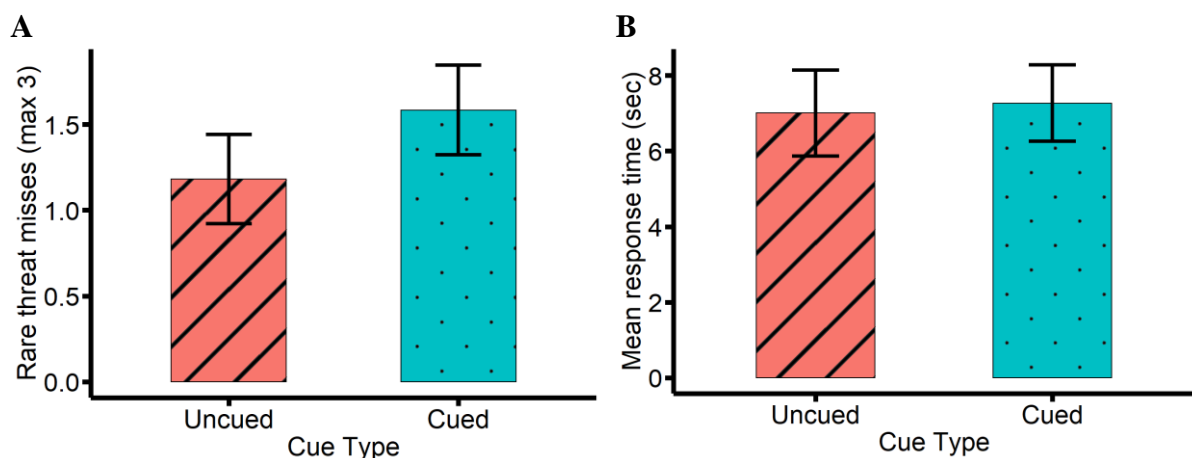 A
Rare threat misses (max 3)
1.5
1.0
0.5
0.0
Uncued
Cued
Cue Type
B
Mean response time (sec)
8
6
4
2
0
Uncued
Cued
Cue Type